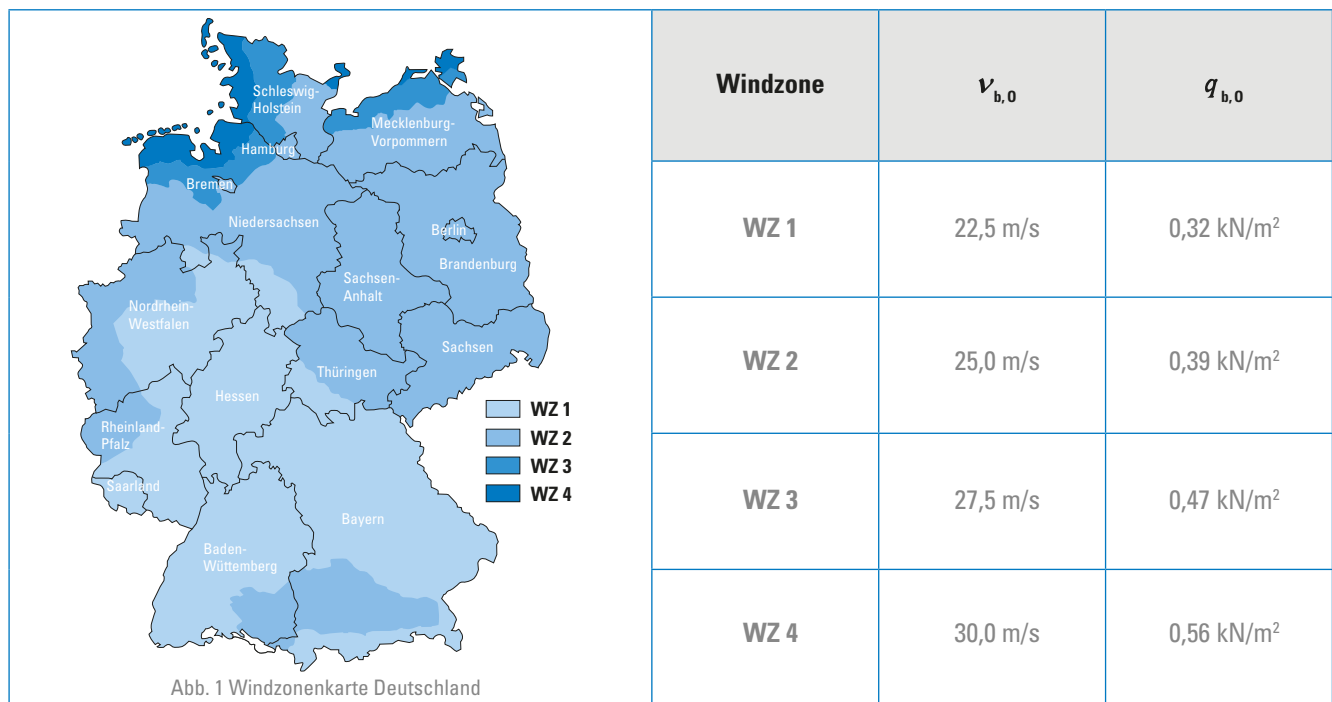 Schleswig-
Holstein
Mecklenburg-
Vorpommern
Hamburg
Bremen
Niedersachsen
Berlin
Brandenburg
Sachsen-
Anhalt
Nordrhein-
Westfalen
Sachsen
Thüringen
Hessen
Rheinland-
Pfalz
Saarland
Bayern
Baden-
Wüttemberg
WZ 1
WZ 2
WZ 3
WZ 4
Abb. 1 Windzonenkarte Deutschland
Windzone v b,0 q b,0
WZ 1 22,5 m/s 0,32 kN/m²
WZ 2 25,0 m/s 0,39 kN/m²
WZ 3 27,5 m/s 0,47 kN/m²
WZ 4 30,0 m/s 0,56 kN/m²